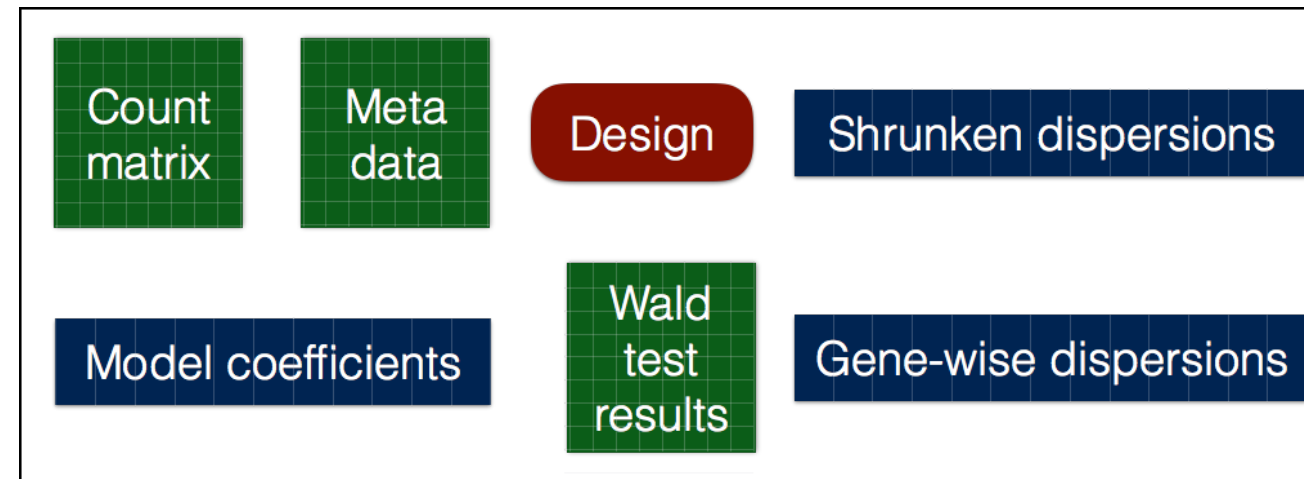 Count
matrix
Meta
data
Design
Shrunken dispersions
Model coefficients
Wald
test
results
Gene-wise dispersions